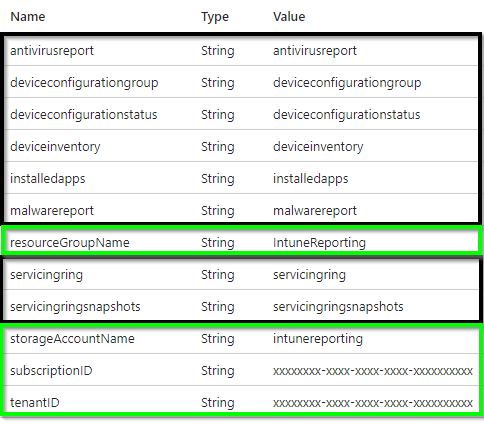 Name Type Value
antivirusreport String antivirusreport
deviceconfigurationgroup String deviceconfigurationgroup
deviceconfigurationstatus String deviceconfigurationstatus
deviceinventory String deviceinventory
installedapps String installedapps
malwarereport String malwarereport
resourceGroupName String IntuneReporting
servicingring String servicingring
servicingringsnapshots String servicingringsnapshots
storageAccountName String intunereporting
subscriptionID String xxxxxxxx-xxxx-xxxx-xxxx-xxxxxxxxxx
tenantID String xxxxxxxx-xxxx-xxxx-xxxx-xxxxxxxxxx